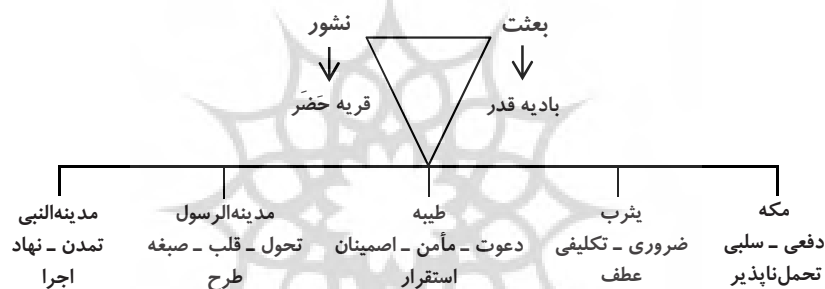 بعثت
نشور
بادیه قدر
قریه حَضَر
مکه
دفعی ـ سلبی
تحمل‌ناپذیر
یثرب
ضروری ـ تکلیفی
عطف
طیبه
دعوت ـ مأمن ـ اصمینان
استقرار
مدینه‌الرسول
تحول ـ قلب ـ صبغه
طرح
مدینه‌النبی
تمدن ـ نهاد
اجرا